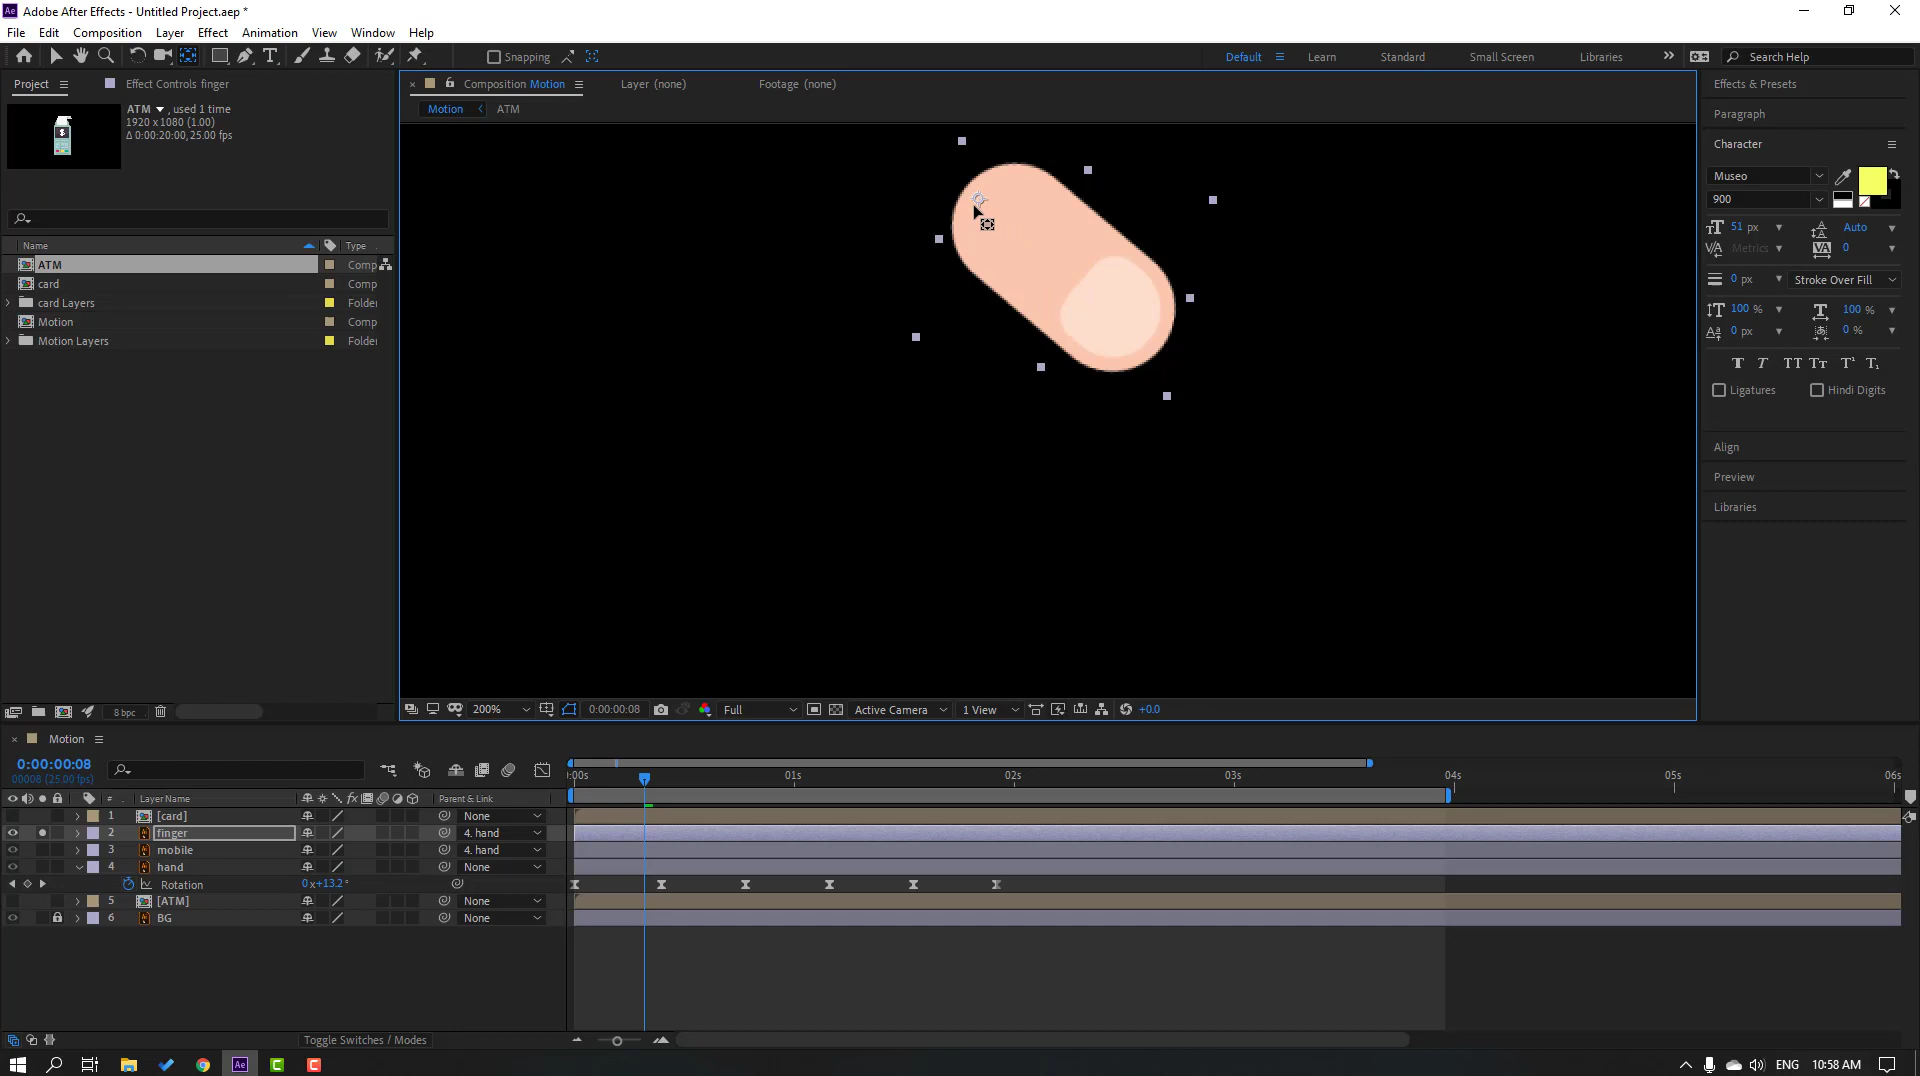 Ae Adobe After Effects - Untitled Project.aep *
File Edit Composition Layer Effect Animation View Window Help
Snapping
Default Learn Standard Small Screen Libraries Search Help
Project Effect Controls finger
ATM , used 1 time
1920 x 1080 (1.00)
Δ 0:00:20:00, 25.00 fps
Name Type
ATM Comp
card Comp
card Layers Folder
Motion Comp
Motion Layers Folder
8 bpc
Composition Motion Layer (none) Footage (none)
Motion ATM
200% 0:00:00:08 Full Active Camera 1 View +0.0
Effects & Presets
Paragraph
Character
Museo
900
51 px Auto
Metrics 0
0 px Stroke Over Fill
100 % 100 %
0 px 0 %
T T TT Tt T¹ T₁
Ligatures Hindi Digits
Align
Preview
Libraries
Motion
0:00:00:08
00008 (25.00 fps)
# Layer Name fx Parent & Link
:00s 01s 02s 03s 04s 05s 06s
1 [card] None
2 finger 4. hand
3 mobile 4. hand
4 hand None
Rotation 0x+13.2°
5 [ATM] None
6 BG None
Toggle Switches / Modes
Ae C C ENG 10:58 AM